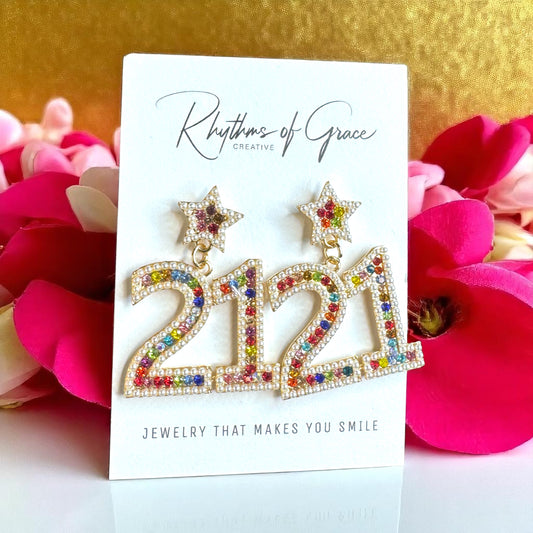 Rhythms of Grace
CREATIVE
21 21
JEWELRY THAT MAKES YOU SMILE